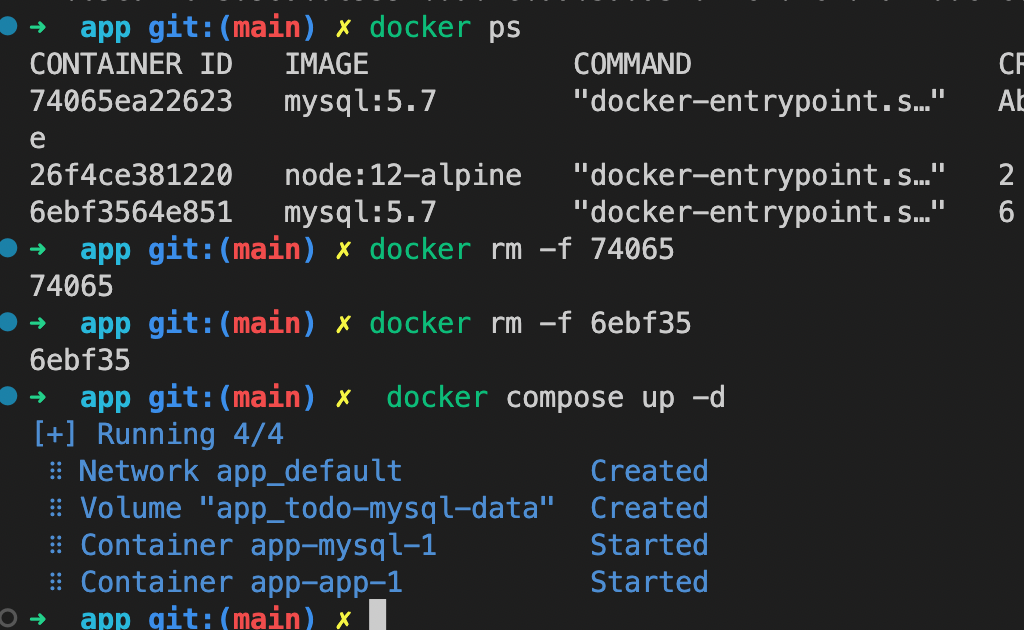 ➜  app git:(main) ✗ docker ps
CONTAINER ID   IMAGE            COMMAND                  CR
74065ea22623   mysql:5.7        "docker-entrypoint.s…"   Ab
e
26f4ce381220   node:12-alpine   "docker-entrypoint.s…"   2
6ebf3564e851   mysql:5.7        "docker-entrypoint.s…"   6
➜  app git:(main) ✗ docker rm -f 74065
74065
➜  app git:(main) ✗ docker rm -f 6ebf35
6ebf35
➜  app git:(main) ✗  docker compose up -d
[+] Running 4/4
 ⠿ Network app_default           Created
 ⠿ Volume "app_todo-mysql-data"  Created
 ⠿ Container app-mysql-1         Started
 ⠿ Container app-app-1           Started
➜  app git:(main) ✗